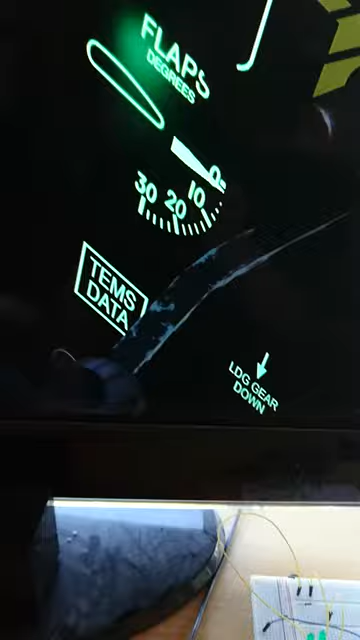 FLAPS
DEGREES
0
10
20
30
TEMS
DATA
LDG GEAR
DOWN